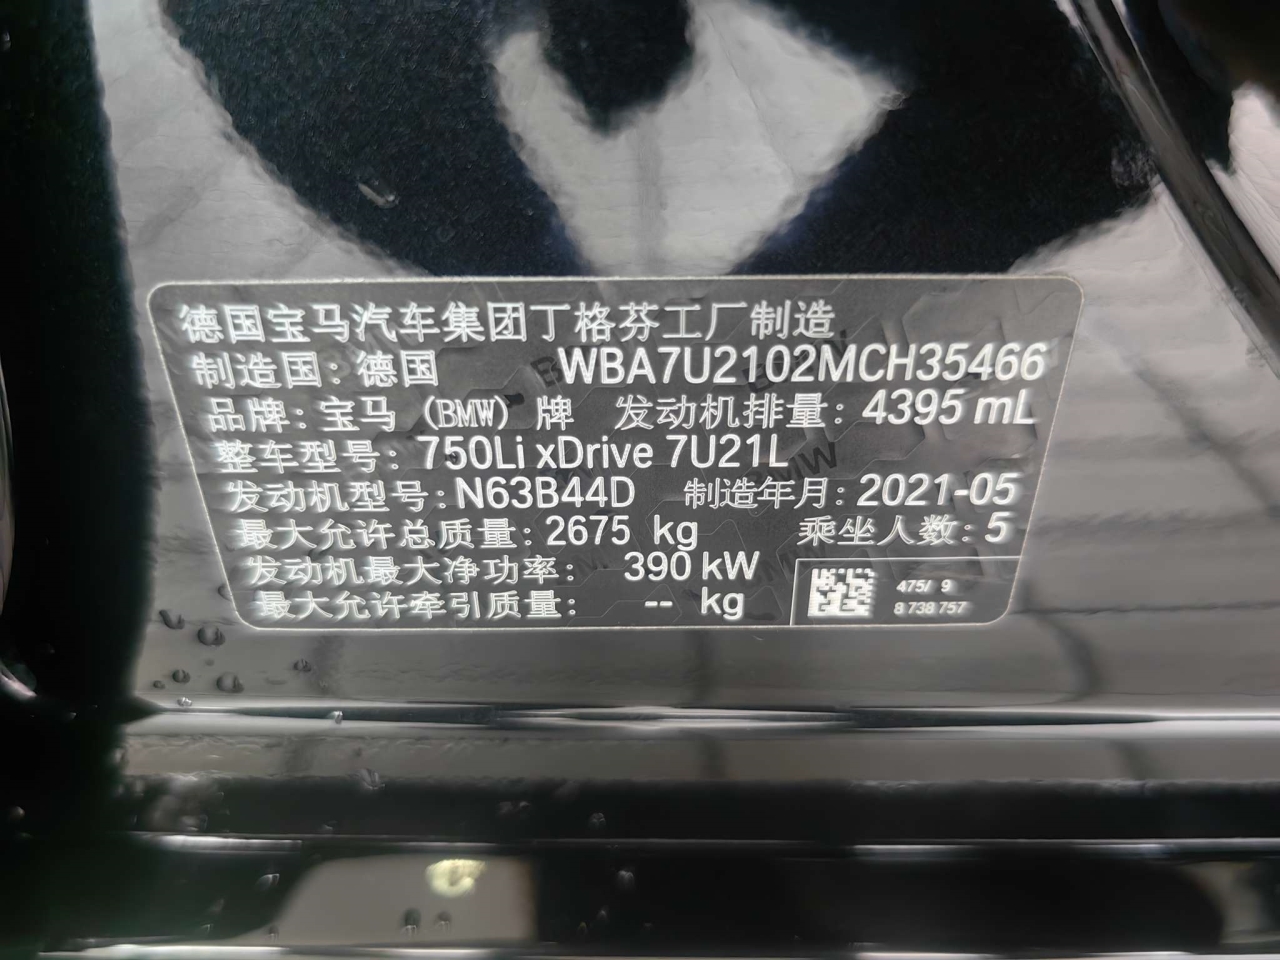 德国宝马汽车集团丁格芬工厂制造
制造国：德国 WBA7U2102MCH35466
品牌：宝马 (BMW) 牌 发动机排量：4395 mL
整车型号：750Li xDrive 7U21L
发动机型号：N63B44D 制造年月：2021-05
最大允许总质量：2675 kg 乘坐人数：5
发动机最大净功率： 390 kW
最大允许牵引质量： -- kg
475/ 9
8 738 757